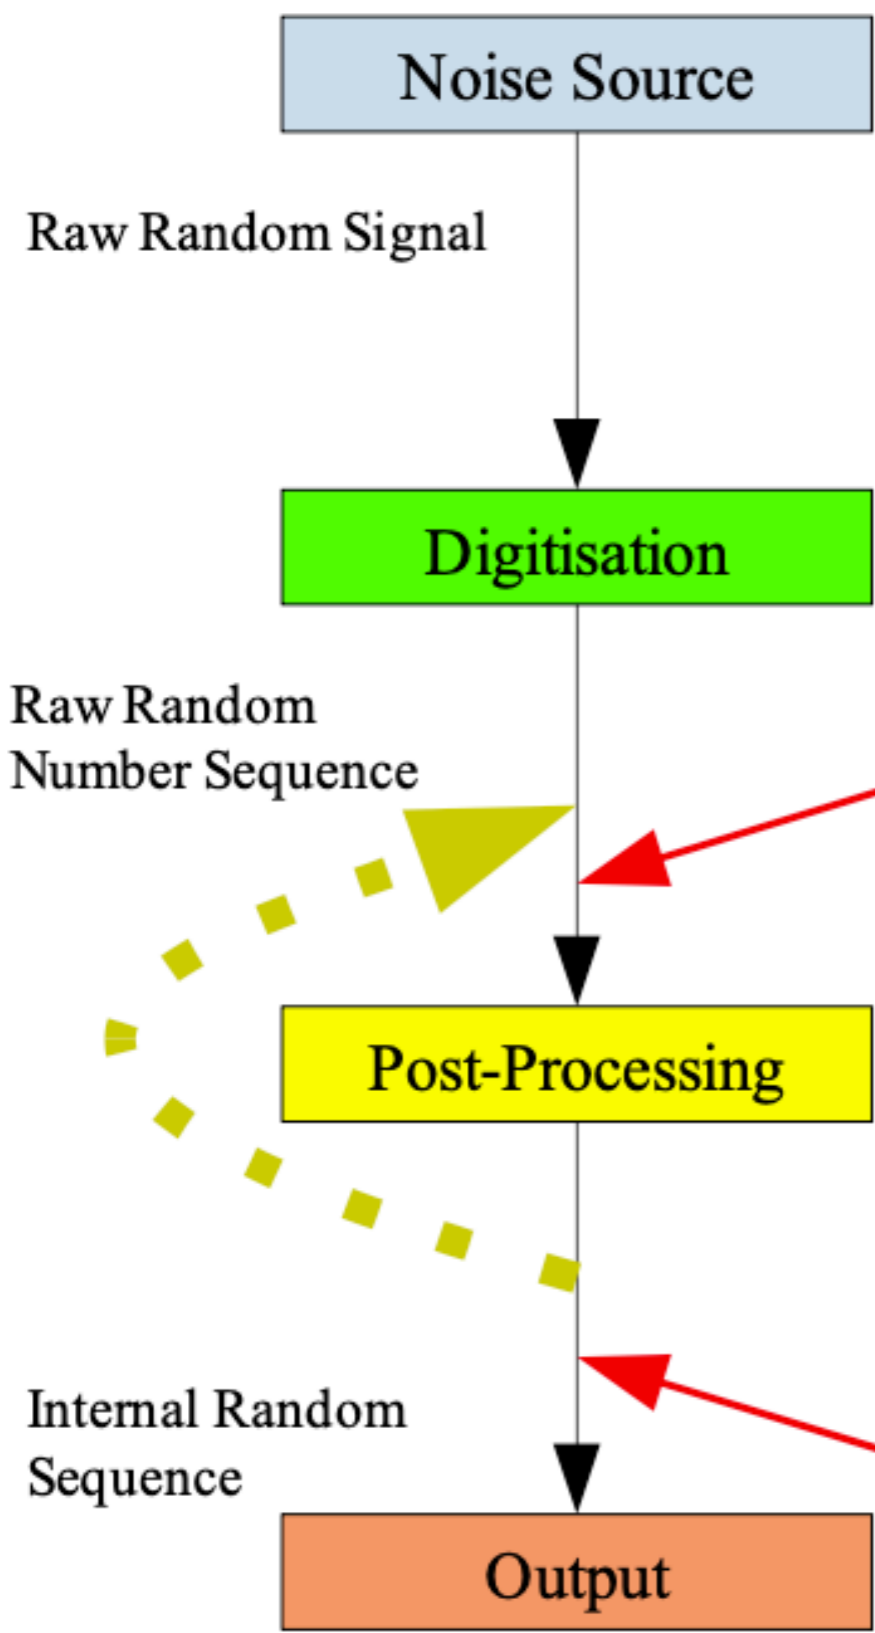 Noise Source
Raw Random Signal
Digitisation
Raw Random
Number Sequence
Post-Processing
Internal Random
Sequence
Output